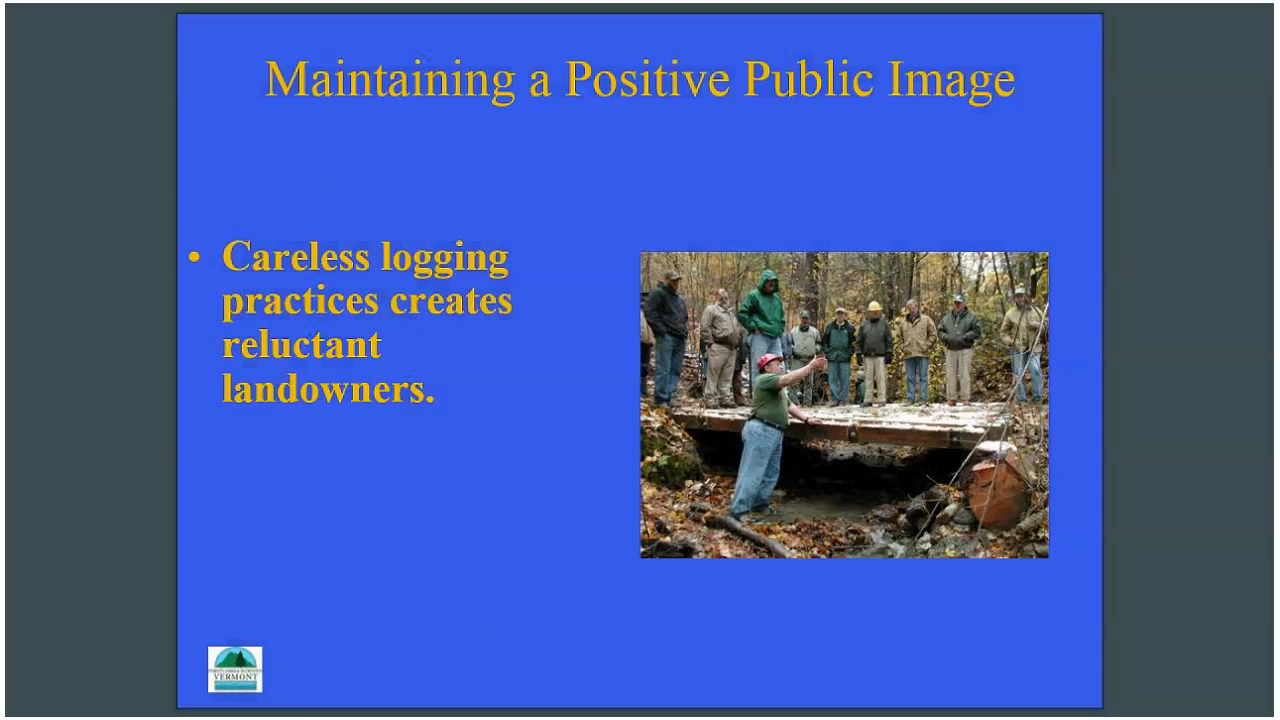 Maintaining a Positive Public Image
• Careless logging
practices creates
reluctant
landowners.
VERMONT